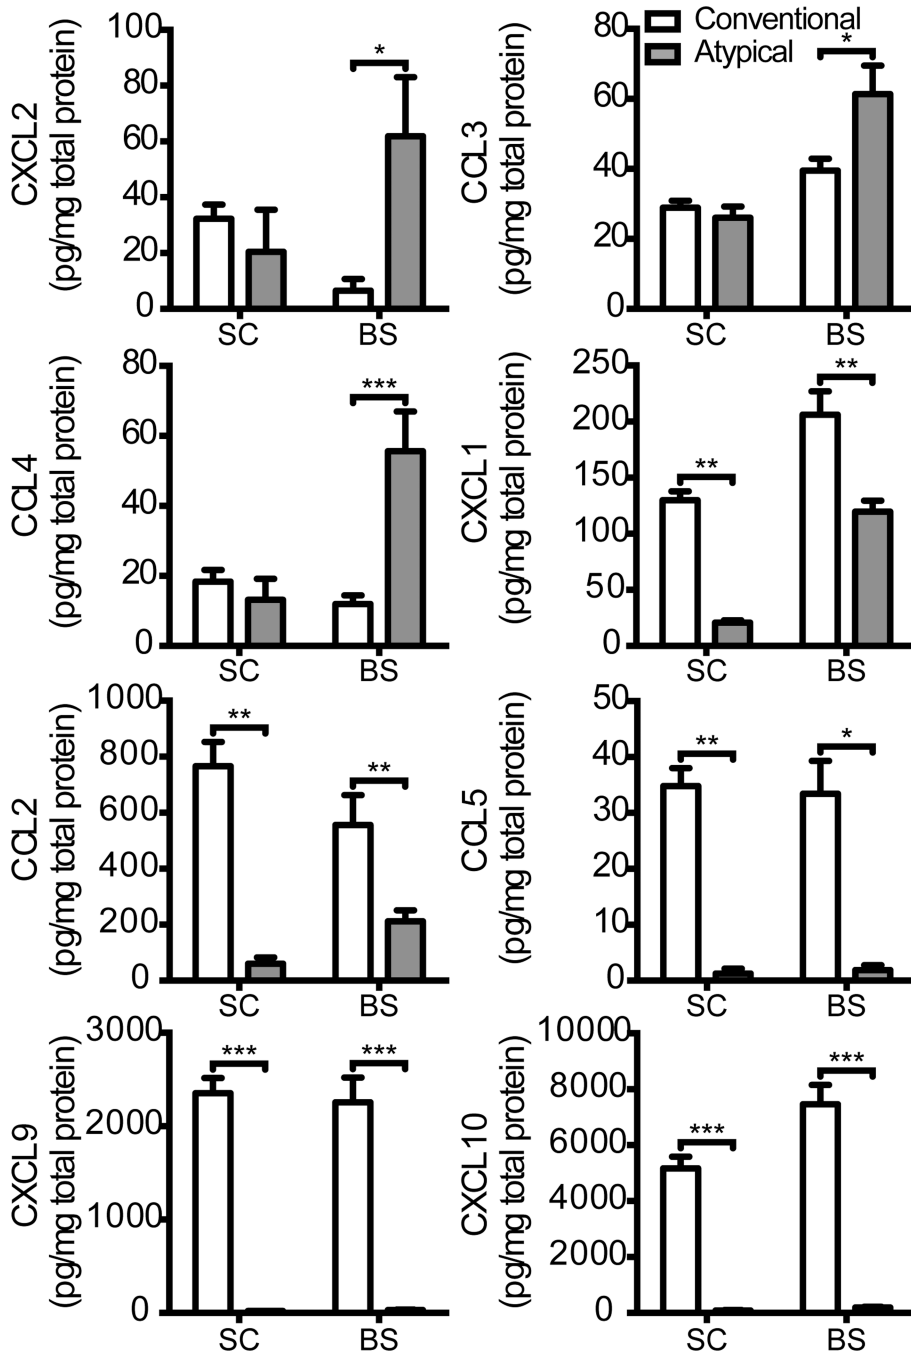 Conventional
Atypical
CXCL2
(pg/mg total protein)
100
80
60
40
20
0
*
SC
BS
CCL3
(pg/mg total protein)
80
60
40
20
0
*
SC
BS
CCL4
(pg/mg total protein)
80
60
40
20
0
***
SC
BS
CXCL1
(pg/mg total protein)
250
200
150
100
50
0
**
**
SC
BS
CCL2
(pg/mg total protein)
1000
800
600
400
200
0
**
**
SC
BS
CCL5
(pg/mg total protein)
50
40
30
20
10
0
**
*
SC
BS
CXCL9
(pg/mg total protein)
3000
2000
1000
0
***
***
SC
BS
CXCL10
(pg/mg total protein)
10000
8000
6000
4000
2000
0
***
***
SC
BS